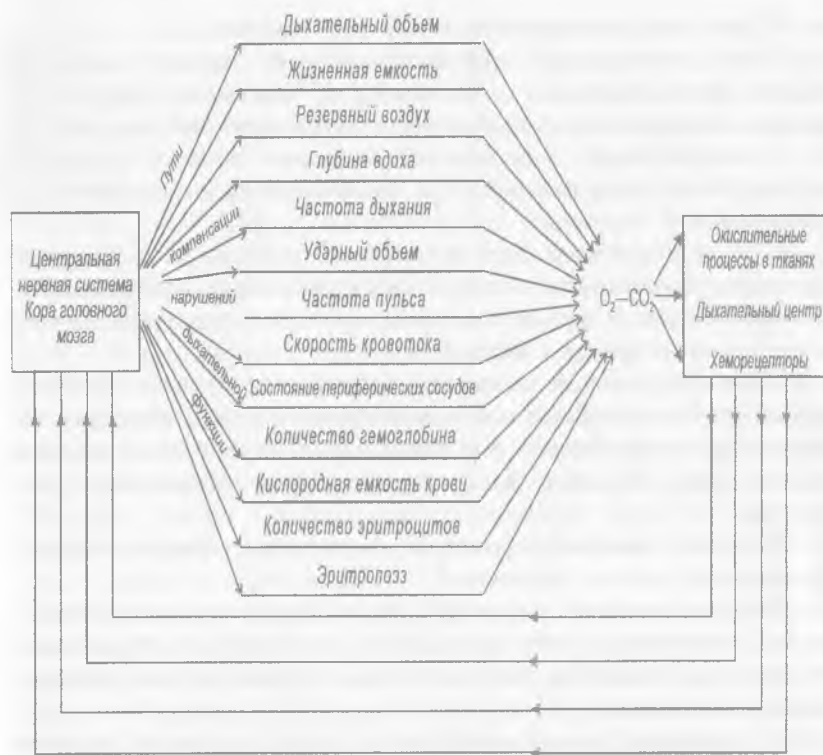 Дыхательный объем
Жизненная емкость
Резервный воздух
Глубина вдоха
Частота дыхания
Ударный объем
Частота пульса
Скорость кровотока
Состояние периферических сосудов
Количество гемоглобина
Кислородная емкость крови
Количество эритроцитов
Эритропоэз
Пути
компенсации
нарушений
дыхательной
функции
Центральная
нервная система
Кора головного
мозга
O₂—CO₂
Окислительные
процессы в тканях
Дыхательный центр
Хеморецепторы